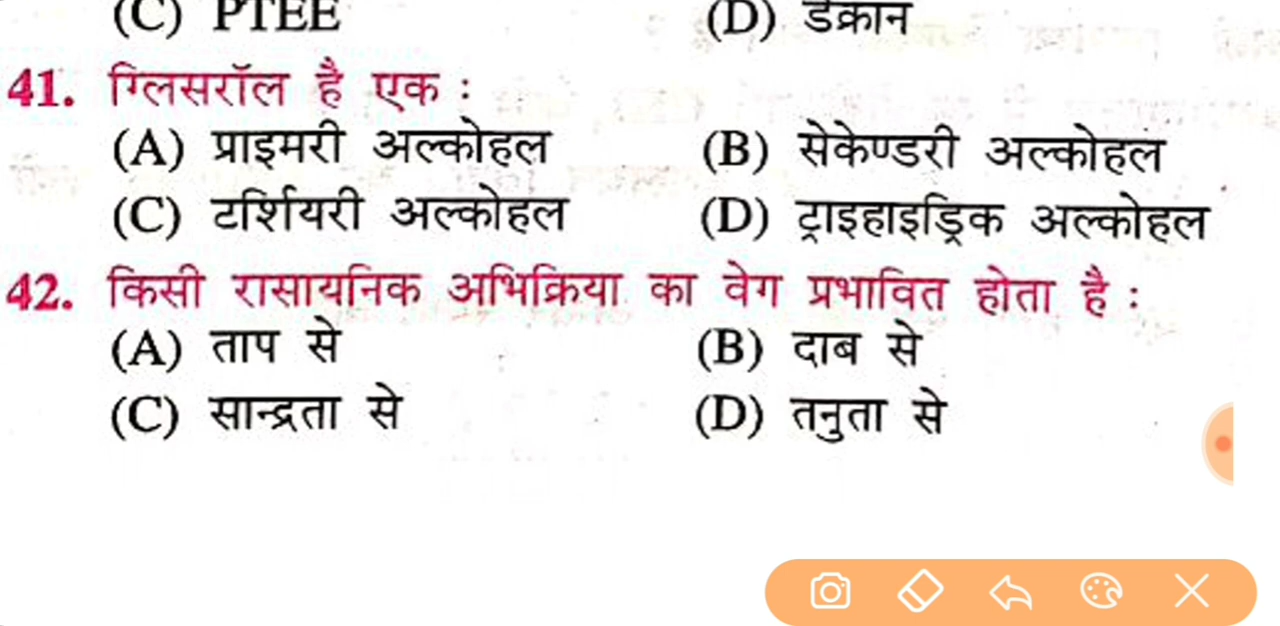 (C) PTEE (D) डेक्रान
41. ग्लिसरॉल है एक :
(A) प्राइमरी अल्कोहल (B) सेकेण्डरी अल्कोहल
(C) टर्शियरी अल्कोहल (D) ट्राइहाइड्रिक अल्कोहल
42. किसी रासायनिक अभिक्रिया का वेग प्रभावित होता है :
(A) ताप से (B) दाब से
(C) सान्द्रता से (D) तनुता से